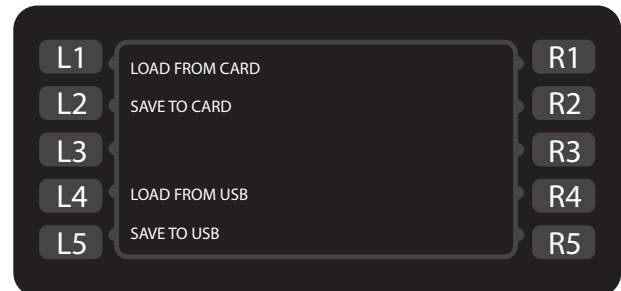 L1 LOAD FROM CARD R1
L2 SAVE TO CARD R2
L3 R3
L4 LOAD FROM USB R4
L5 SAVE TO USB R5